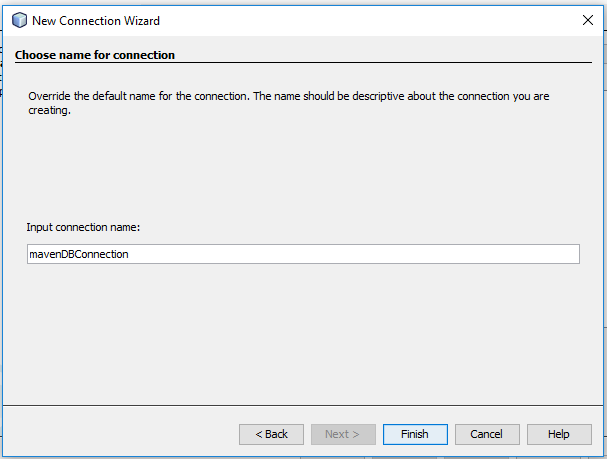 New Connection Wizard
Choose name for connection
Override the default name for the connection. The name should be descriptive about the connection you are
creating.
Input connection name:
mavenDBConnection
< Back Next > Finish Cancel Help